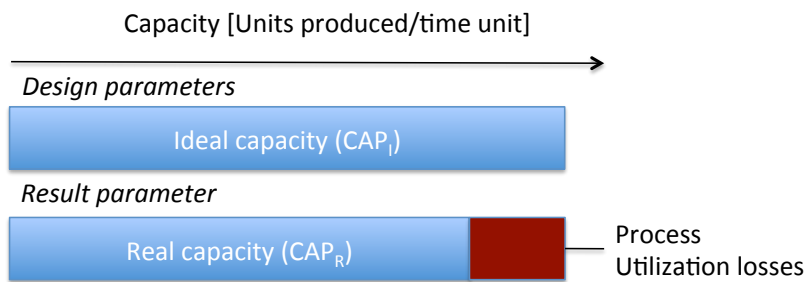 Capacity [Units produced/time unit]
Design parameters
Ideal capacity (CAPI)
Result parameter
Real capacity (CAPR)
Process
Utilization losses